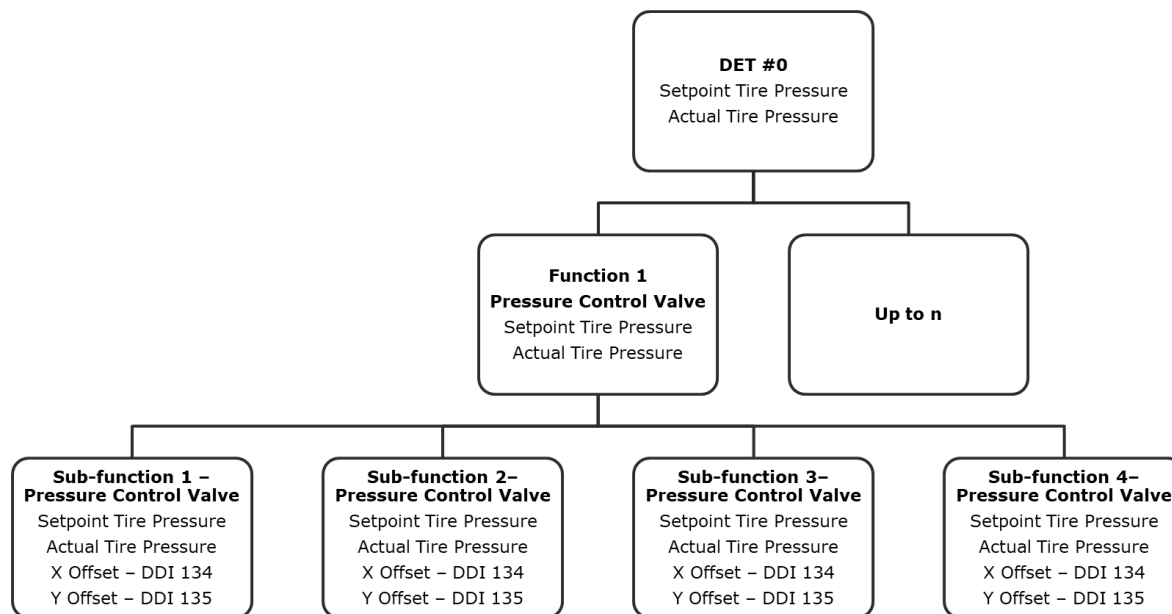 DET #0
Setpoint Tire Pressure
Actual Tire Pressure
Function 1
Pressure Control Valve
Setpoint Tire Pressure
Actual Tire Pressure
Up to n
Sub-function 1 –
Pressure Control Valve
Setpoint Tire Pressure
Actual Tire Pressure
X Offset – DDI 134
Y Offset – DDI 135
Sub-function 2–
Pressure Control Valve
Setpoint Tire Pressure
Actual Tire Pressure
X Offset – DDI 134
Y Offset – DDI 135
Sub-function 3–
Pressure Control Valve
Setpoint Tire Pressure
Actual Tire Pressure
X Offset – DDI 134
Y Offset – DDI 135
Sub-function 4–
Pressure Control Valve
Setpoint Tire Pressure
Actual Tire Pressure
X Offset – DDI 134
Y Offset – DDI 135